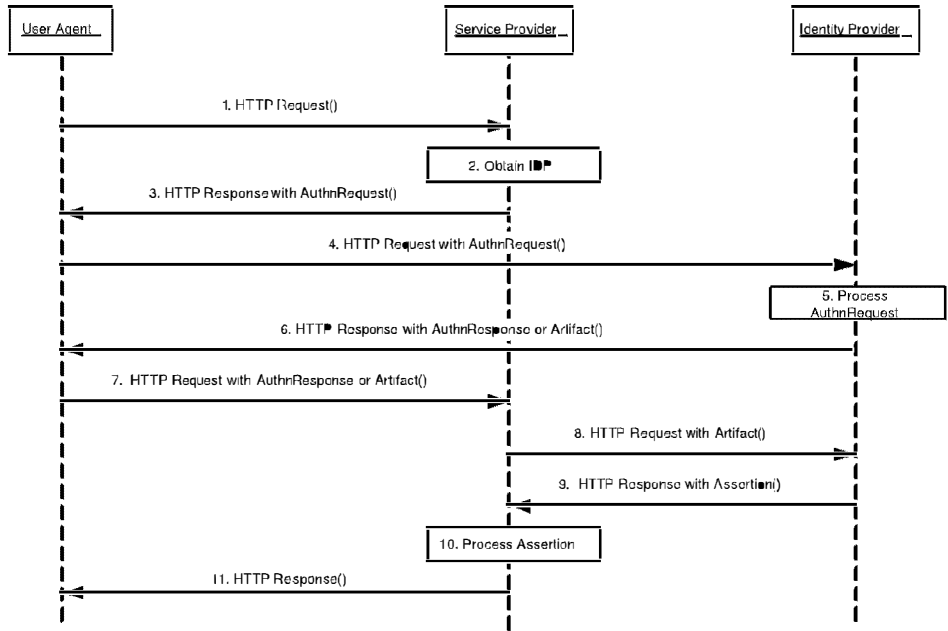 User Agent
Service Provider
Identity Provider
1. HTTP Request()
2. Obtain IDP
3. HTTP Response with AuthnRequest()
4. HTTP Request with AuthnRequest()
5. Process
AuthnRequest
6. HTTP Response with AuthnResponse or Artifact()
7. HTTP Request with AuthnResponse or Artifact()
8. HTTP Request with Artifact()
9. HTTP Response with Assertion()
10. Process Assertion
11. HTTP Response()